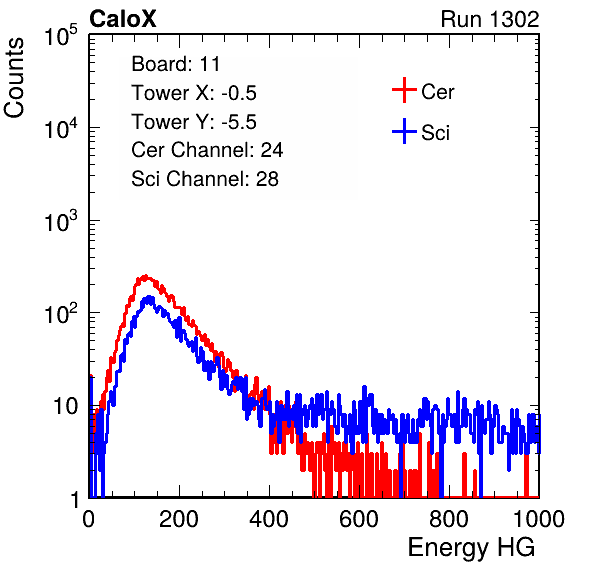 CaloX Run 1302
Counts
Board: 11
Tower X: -0.5
Tower Y: -5.5
Cer Channel: 24
Sci Channel: 28
Cer
Sci
10^5
10^4
10^3
10^2
10
1
0 200 400 600 800 1000
Energy HG